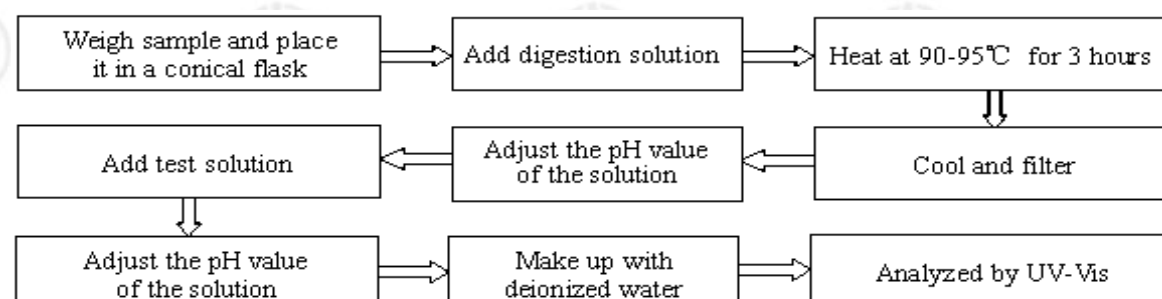 Weigh sample and place
it in a conical flask
Add digestion solution
Heat at 90-95℃ for 3 hours
Cool and filter
Adjust the pH value
of the solution
Add test solution
Adjust the pH value
of the solution
Make up with
deionized water
Analyzed by UV-Vis